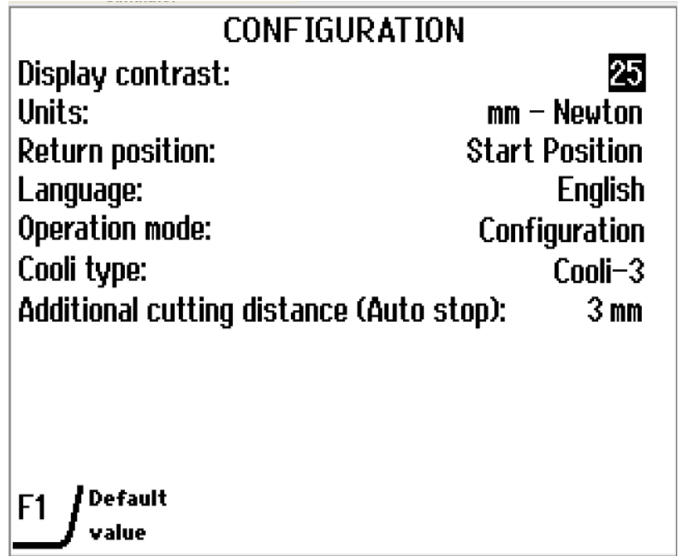 CONFIGURATION
Display contrast: 25
Units: mm – Newton
Return position: Start Position
Language: English
Operation mode: Configuration
Cooli type: Cooli–3
Additional cutting distance (Auto stop): 3 mm
F1 Default
value